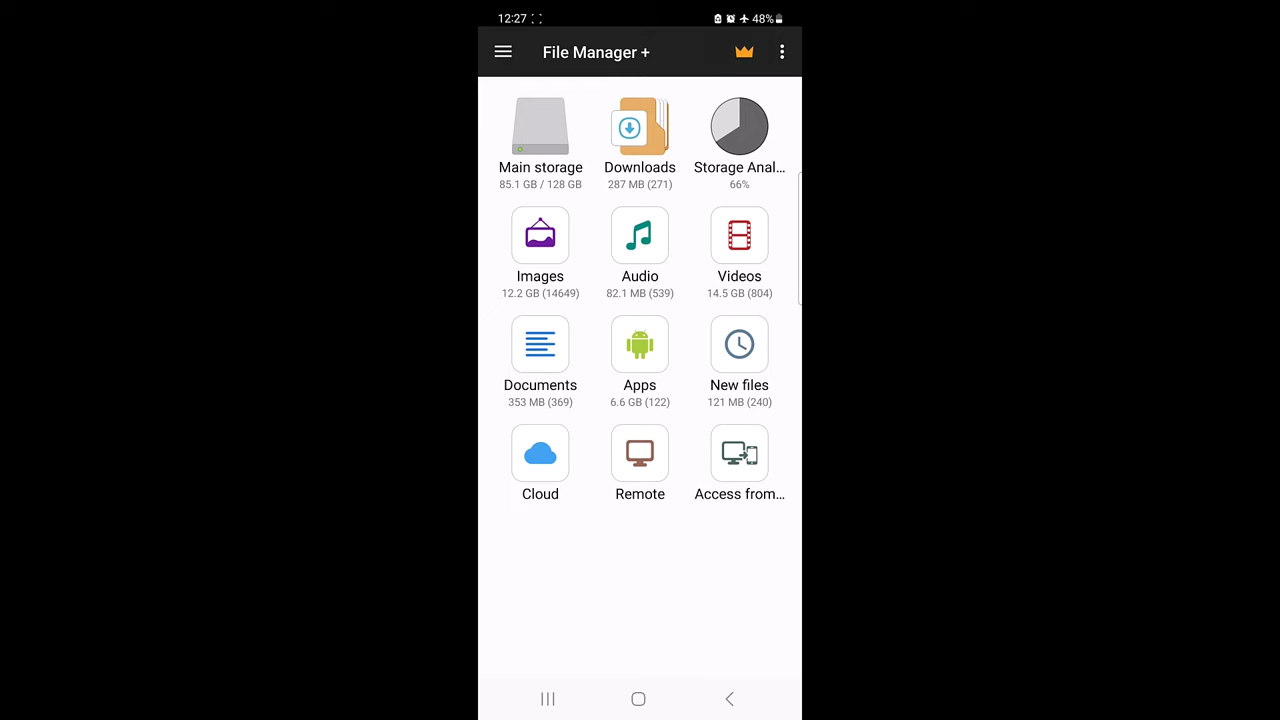 12:27
48%
File Manager +
Main storage
85.1 GB / 128 GB
Downloads
287 MB (271)
Storage Anal...
66%
Images
12.2 GB (14649)
Audio
82.1 MB (539)
Videos
14.5 GB (804)
Documents
353 MB (369)
Apps
6.6 GB (122)
New files
121 MB (240)
Cloud
Remote
Access from...